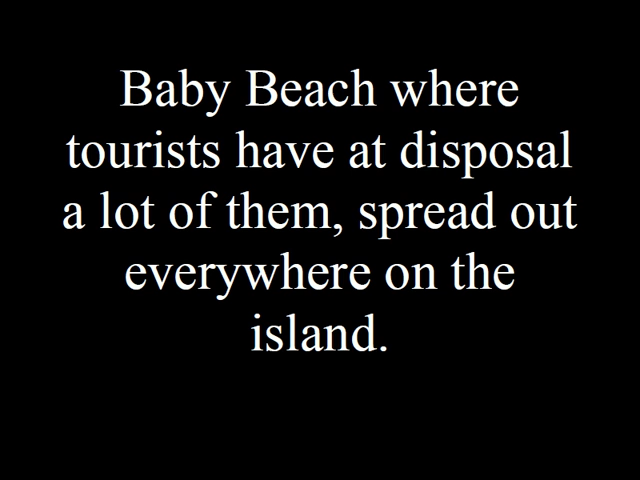 Baby Beach where
tourists have at disposal
a lot of them, spread out
everywhere on the
island.